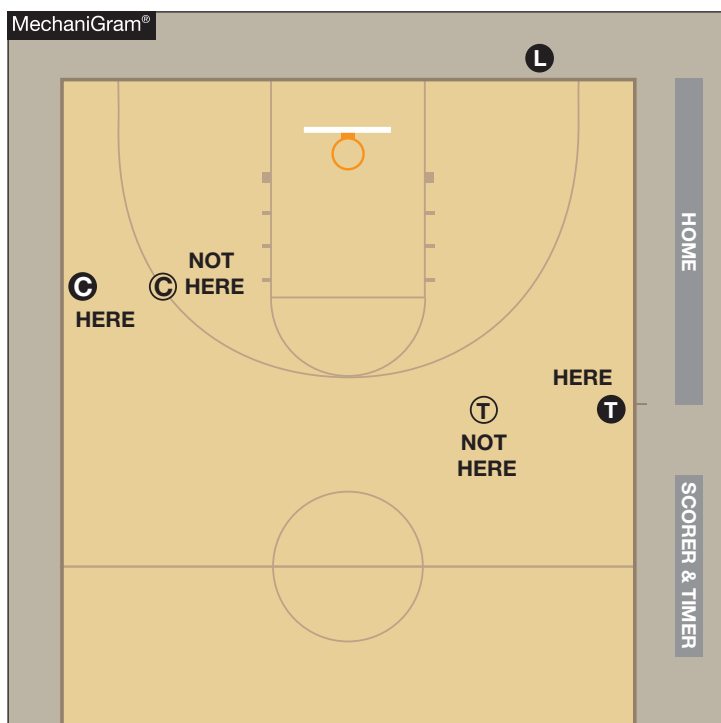 MechaniGram®
L
NOT
C
C
HERE
HERE
HOME
HERE
T
T
NOT
HERE
SCORER & TIMER